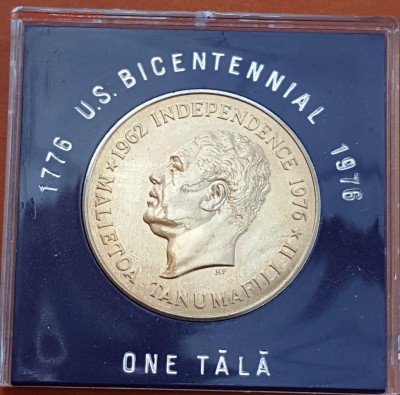 1776 U.S. BICENTENNIAL 1976
MALIETOA TANUMAFILI II ★ 1962 INDEPENDENCE 1976
HF
ONE TĀLĀ